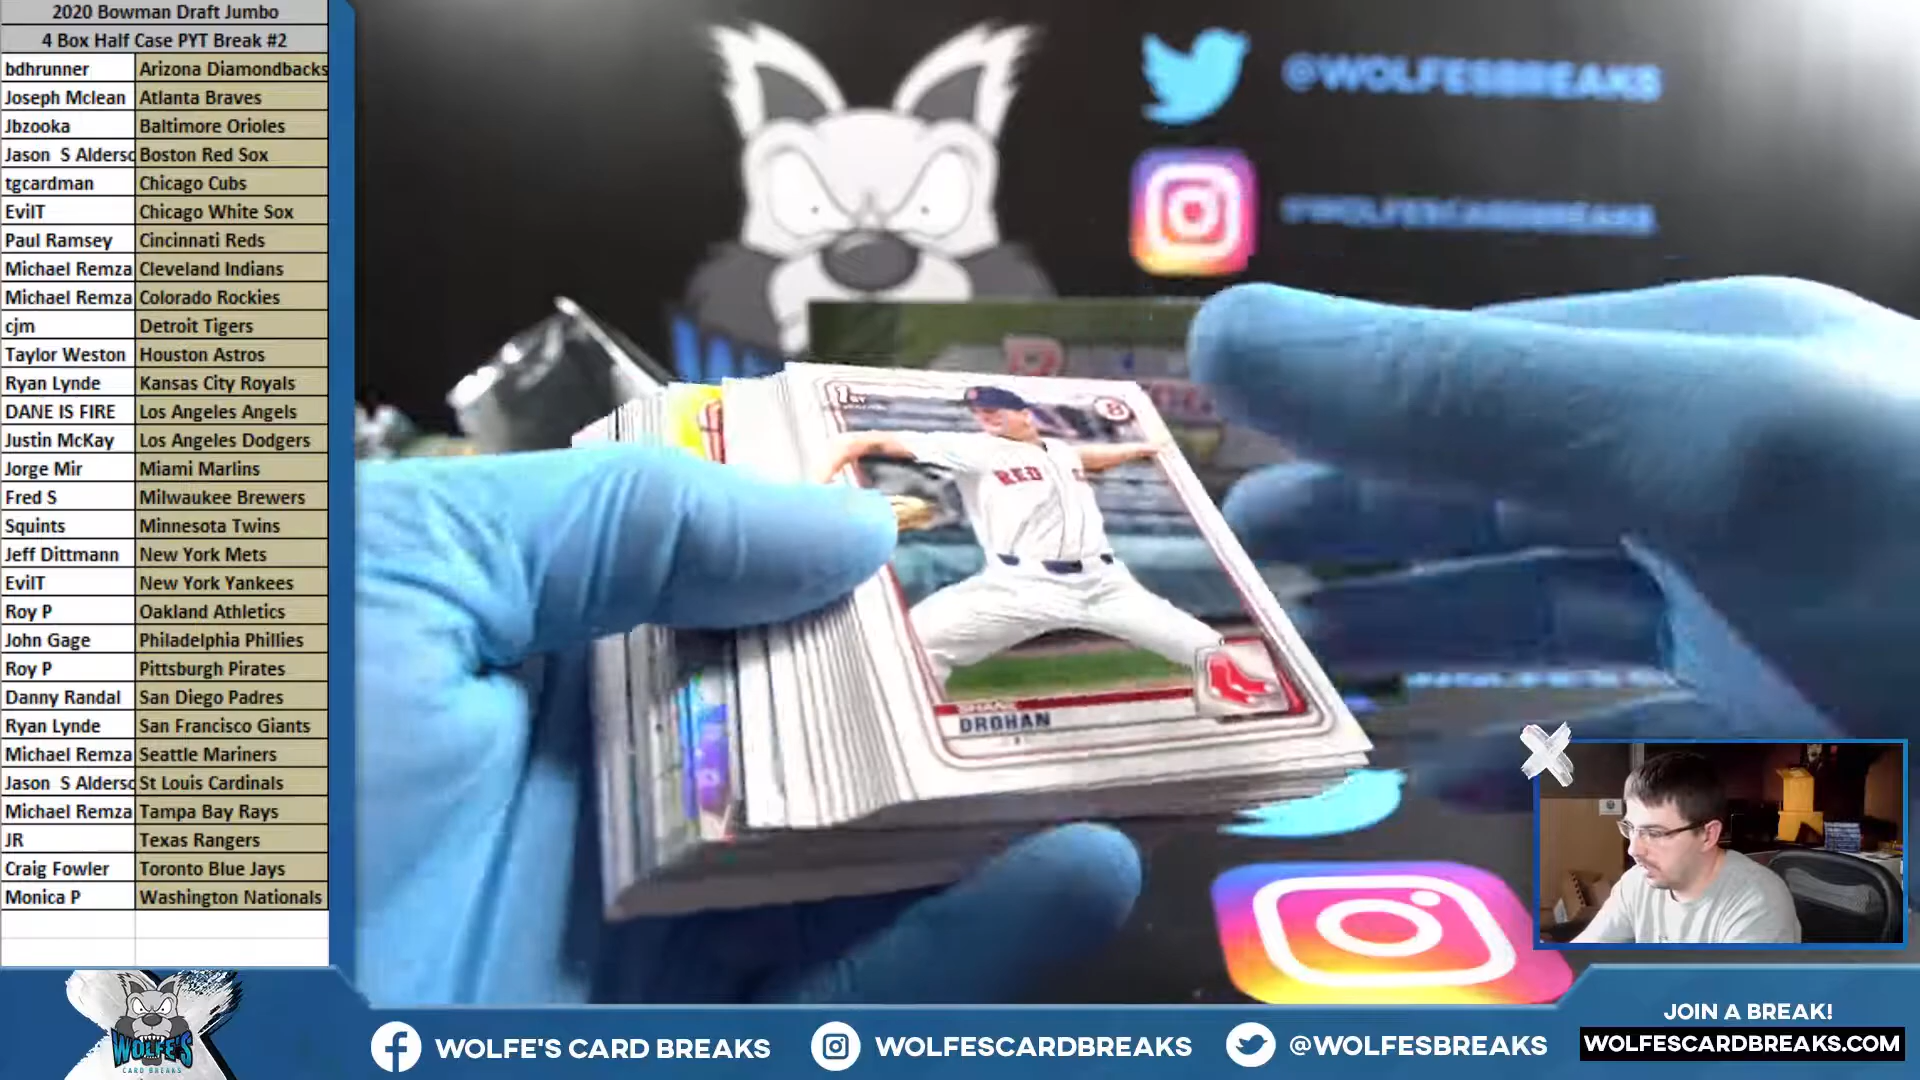 2020 Bowman Draft Jumbo
4 Box Half Case PYT Break #2
bdhrunner Arizona Diamondbacks
Joseph Mclean Atlanta Braves
Jbzooka Baltimore Orioles
Jason S Alderso Boston Red Sox
tgcardman Chicago Cubs
EvilT Chicago White Sox
Paul Ramsey Cincinnati Reds
Michael Remza Cleveland Indians
Michael Remza Colorado Rockies
cjm Detroit Tigers
Taylor Weston Houston Astros
Ryan Lynde Kansas City Royals
DANE IS FIRE Los Angeles Angels
Justin McKay Los Angeles Dodgers
Jorge Mir Miami Marlins
Fred S Milwaukee Brewers
Squints Minnesota Twins
Jeff Dittmann New York Mets
EvilT New York Yankees
Roy P Oakland Athletics
John Gage Philadelphia Phillies
Roy P Pittsburgh Pirates
Danny Randal San Diego Padres
Ryan Lynde San Francisco Giants
Michael Remza Seattle Mariners
Jason S Alderso St Louis Cardinals
Michael Remza Tampa Bay Rays
JR Texas Rangers
Craig Fowler Toronto Blue Jays
Monica P Washington Nationals
@WOLFESBREAKS
@WOLFESCARDBREAKS
1ST
B
RED
SHANE
DROHAN
WOLFE'S
CARD BREAKS
WOLFE'S CARD BREAKS
WOLFESCARDBREAKS
@WOLFESBREAKS
JOIN A BREAK!
WOLFESCARDBREAKS.COM